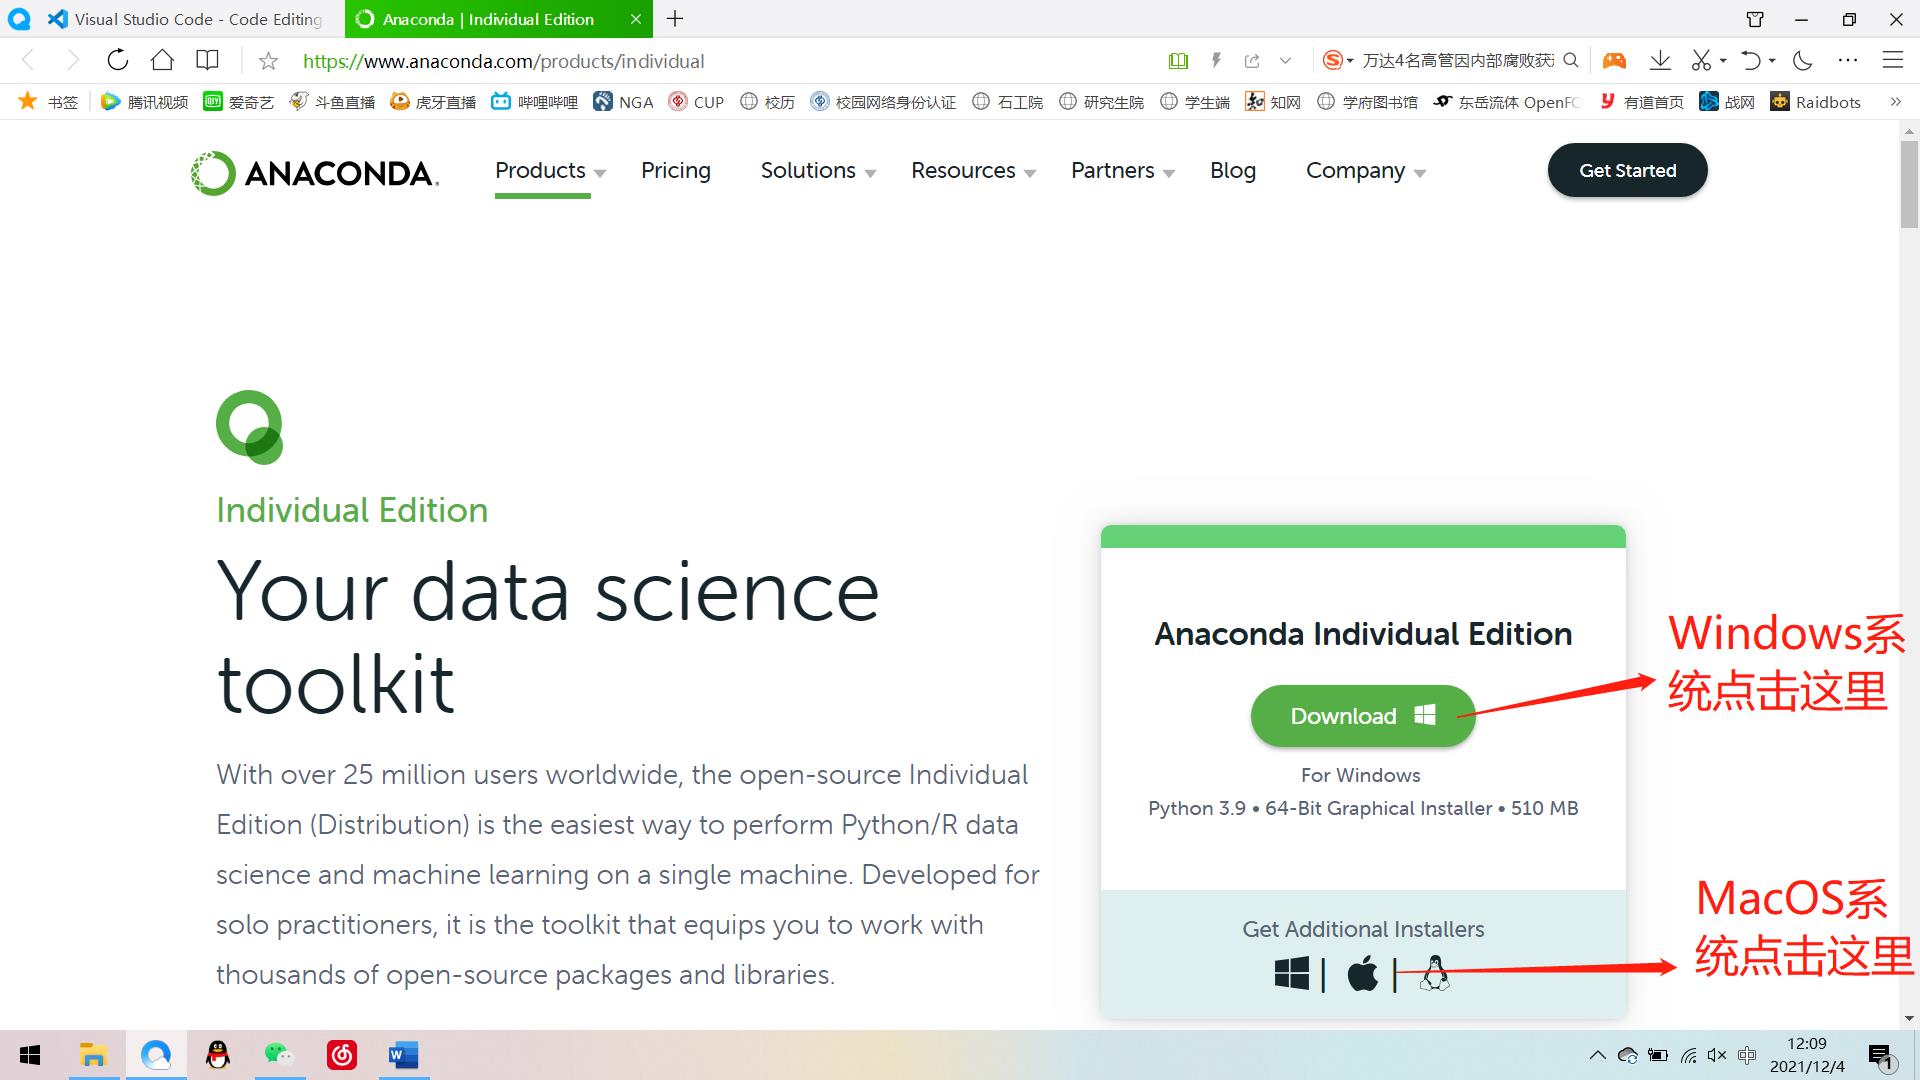 Visual Studio Code - Code Editing
Anaconda | Individual Edition
https://www.anaconda.com/products/individual
万达4名高管因内部腐败获
书签 腾讯视频 爱奇艺 斗鱼直播 虎牙直播 哔哩哔哩 NGA CUP 校历 校园网络身份认证 石工院 研究生院 学生端 知网 学府图书馆 东岳流体 OpenFO 有道首页 战网 Raidbots
ANACONDA.
Products Pricing Solutions Resources Partners Blog Company Get Started
Individual Edition
Your data science
toolkit
With over 25 million users worldwide, the open-source Individual
Edition (Distribution) is the easiest way to perform Python/R data
science and machine learning on a single machine. Developed for
solo practitioners, it is the toolkit that equips you to work with
thousands of open-source packages and libraries.
Anaconda Individual Edition
Download
For Windows
Python 3.9 • 64-Bit Graphical Installer • 510 MB
Get Additional Installers
Windows系
统点击这里
MacOS系
统点击这里
中
12:09
2021/12/4
1